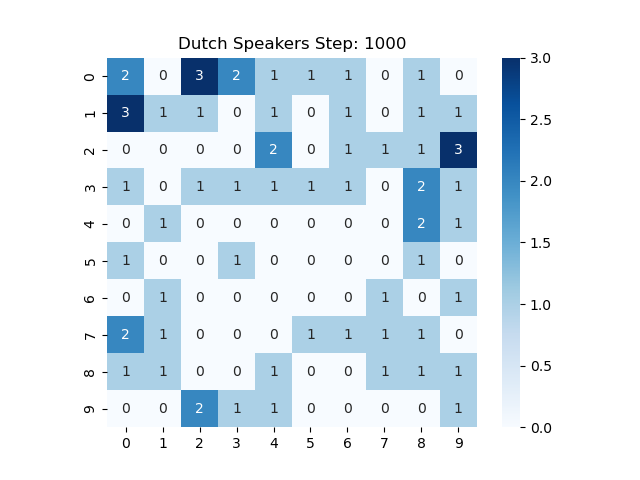 Dutch Speakers Step: 1000
0 2 0 3 2 1 1 1 0 1 0
1 3 1 1 0 1 0 1 0 1 1
2 0 0 0 0 2 0 1 1 1 3
3 1 0 1 1 1 1 1 0 2 1
4 0 1 0 0 0 0 0 0 2 1
5 1 0 0 1 0 0 0 0 1 0
6 0 1 0 0 0 0 0 1 0 1
7 2 1 0 0 0 1 1 1 1 0
8 1 1 0 0 1 0 0 1 1 1
9 0 0 2 1 1 0 0 0 0 1
0 1 2 3 4 5 6 7 8 9
3.0
2.5
2.0
1.5
1.0
0.5
0.0